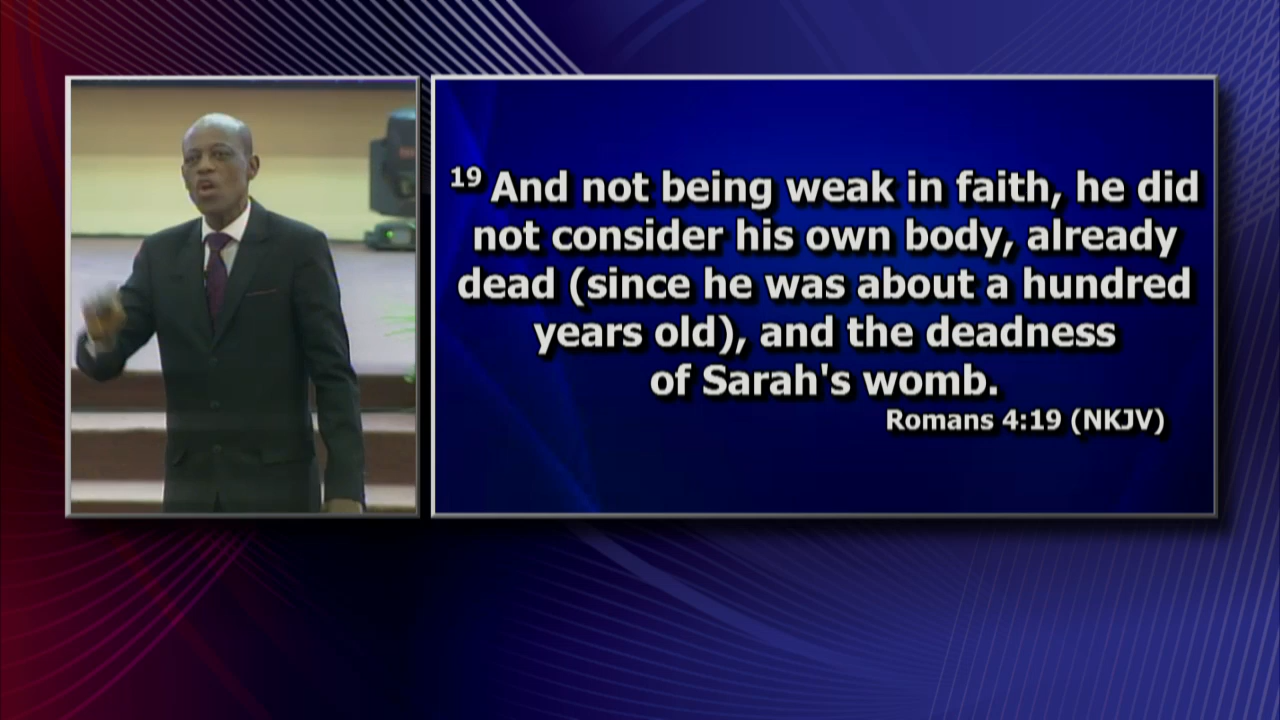 19 And not being weak in faith, he did
not consider his own body, already
dead (since he was about a hundred
years old), and the deadness
of Sarah's womb.
Romans 4:19 (NKJV)